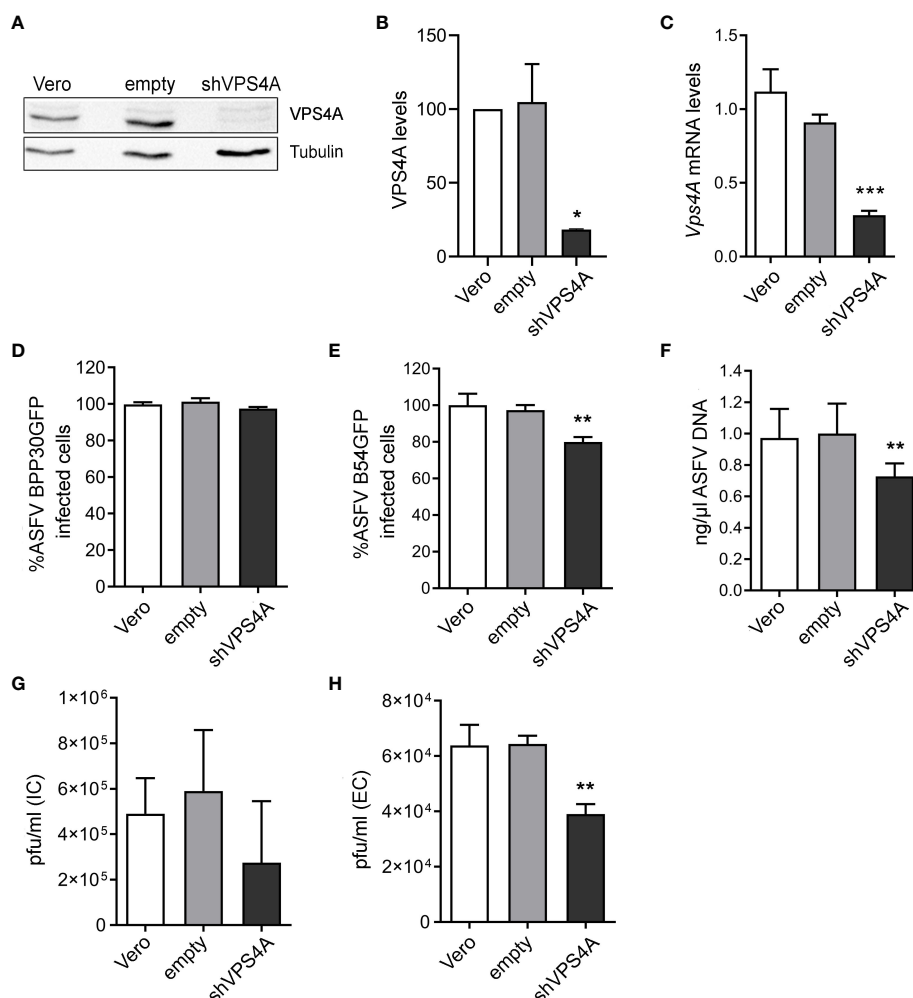 A
Vero empty shVPS4A
VPS4A
Tubulin
B
VPS4A levels
150
100
50
0
*
Vero
empty
shVPS4A
C
Vps4A mRNA levels
1.5
1.0
0.5
0.0
***
Vero
empty
shVPS4A
D
%ASFV BPP30GFP
infected cells
120
100
80
60
40
20
0
Vero
empty
shVPS4A
E
%ASFV B54GFP
infected cells
120
100
80
60
40
20
0
**
Vero
empty
shVPS4A
F
ng/µl ASFV DNA
1.4
1.2
1.0
0.8
0.6
0.4
0.2
0.0
**
Vero
empty
shVPS4A
G
pfu/ml (IC)
1×10⁶
8×10⁵
6×10⁵
4×10⁵
2×10⁵
0
Vero
empty
shVPS4A
H
pfu/ml (EC)
8×10⁴
6×10⁴
4×10⁴
2×10⁴
0
**
Vero
empty
shVPS4A